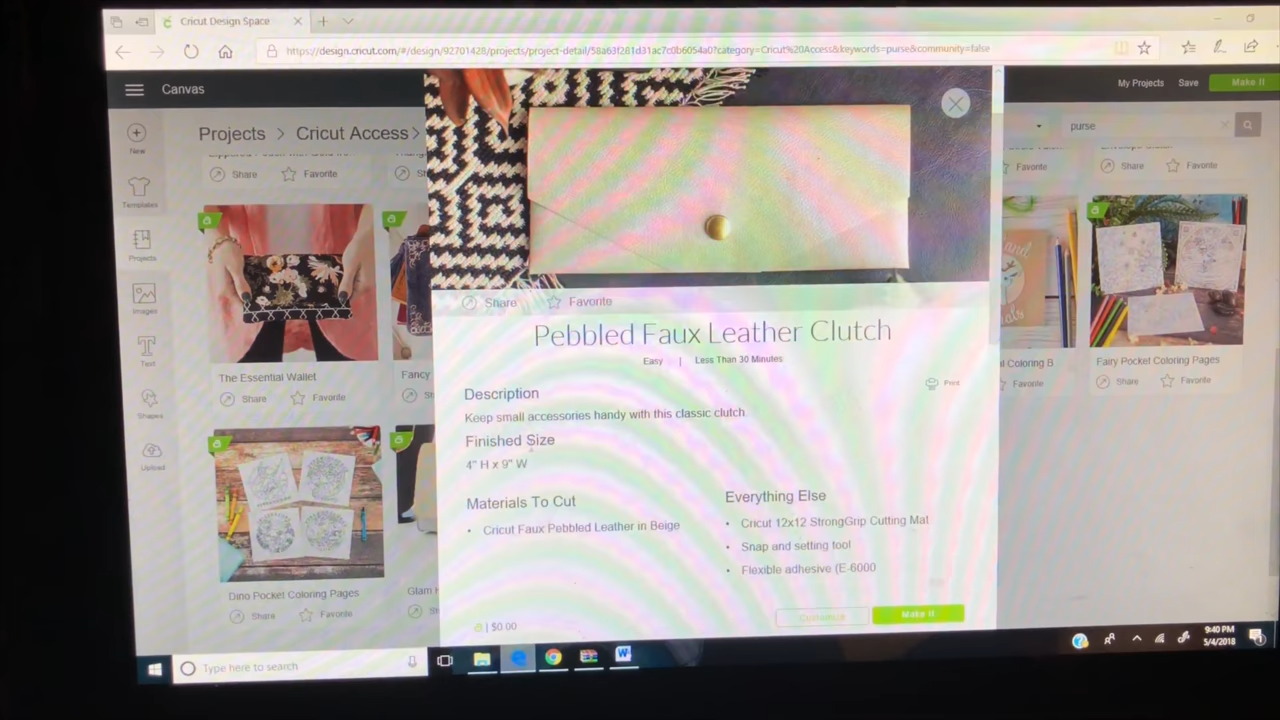 Cricut Design Space
https://design.cricut.com/#/design/92701428/projects/project-detail/58a63f281d31ac7c0b6054a0?category=Cricut%20Access&keywords=purse&community=false
Canvas
My Projects Save Make It
Projects > Cricut Access >
purse
New
Templates
Projects
Images
Text
Shapes
Upload
Share Favorite
Favorite
Share Favorite
The Essential Wallet
Share Favorite
Fancy
Dino Pocket Coloring Pages
Share Favorite
Glam
Share Favorite
Pebbled Faux Leather Clutch
Easy | Less Than 30 Minutes
Print
Description
Keep small accessories handy with this classic clutch
Finished Size
4" H x 9" W
Materials To Cut
• Cricut Faux Pebbled Leather in Beige
Everything Else
• Cricut 12x12 StrongGrip Cutting Mat
• Snap and setting tool
• Flexible adhesive (E-6000
| $0.00
Customize
Make It
Coloring B
Favorite
Fairy Pocket Coloring Pages
Share Favorite
Type here to search
9:40 PM
5/4/2018